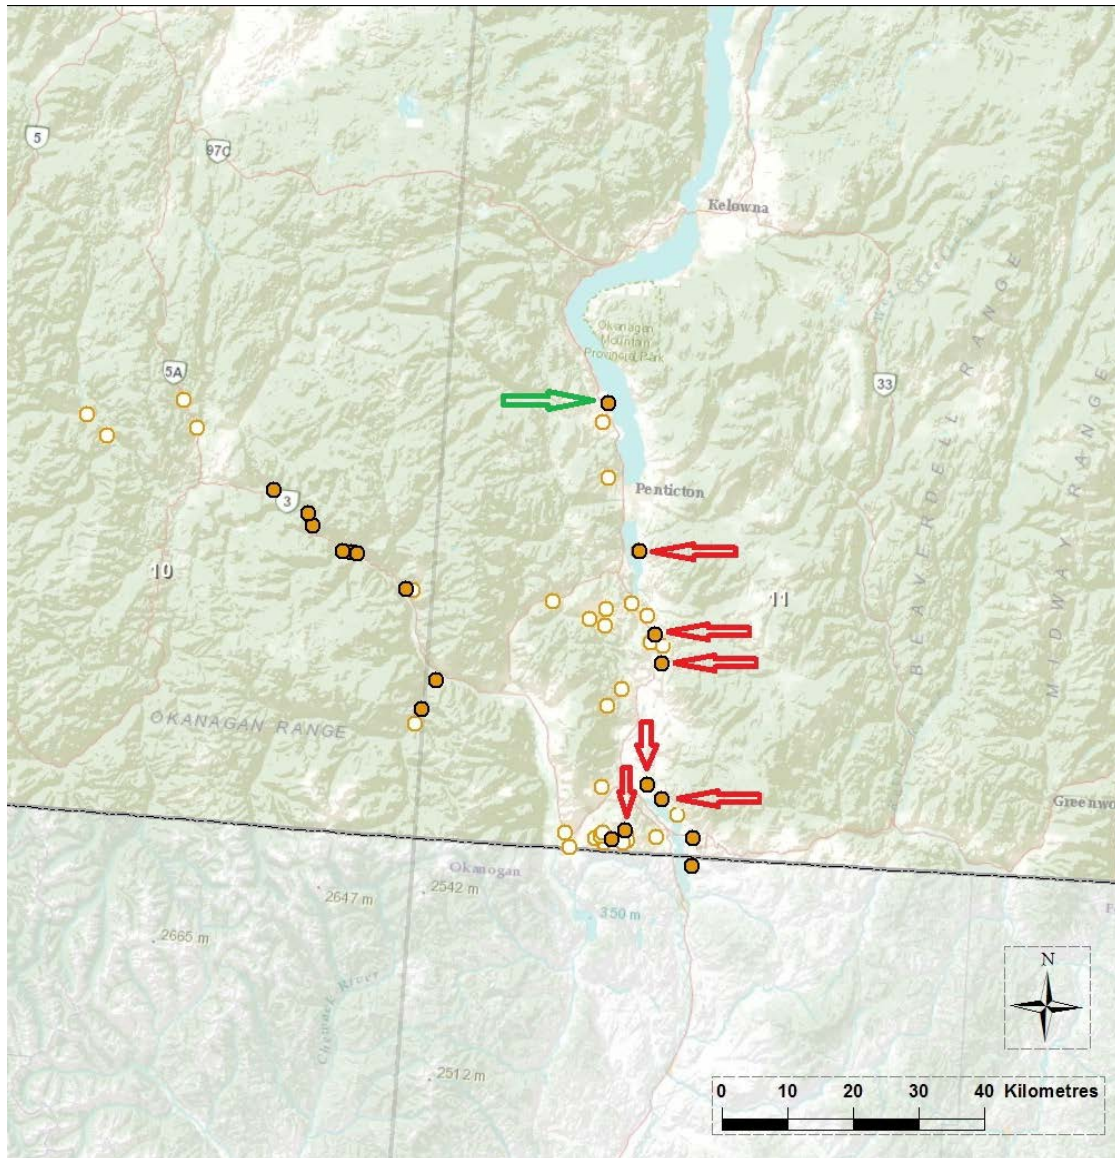 5
97C
Kelowna
Okanagan
Mountain
Provincial Park
5A
33
Penticton
3
10
11
BEAVERDELL RANGE
MIDWAY RANGE
OKANAGAN RANGE
Greenwo
Okanogan
2647 m
2542 m
350 m
2665 m
2512 m
N
0 10 20 30 40 Kilometres